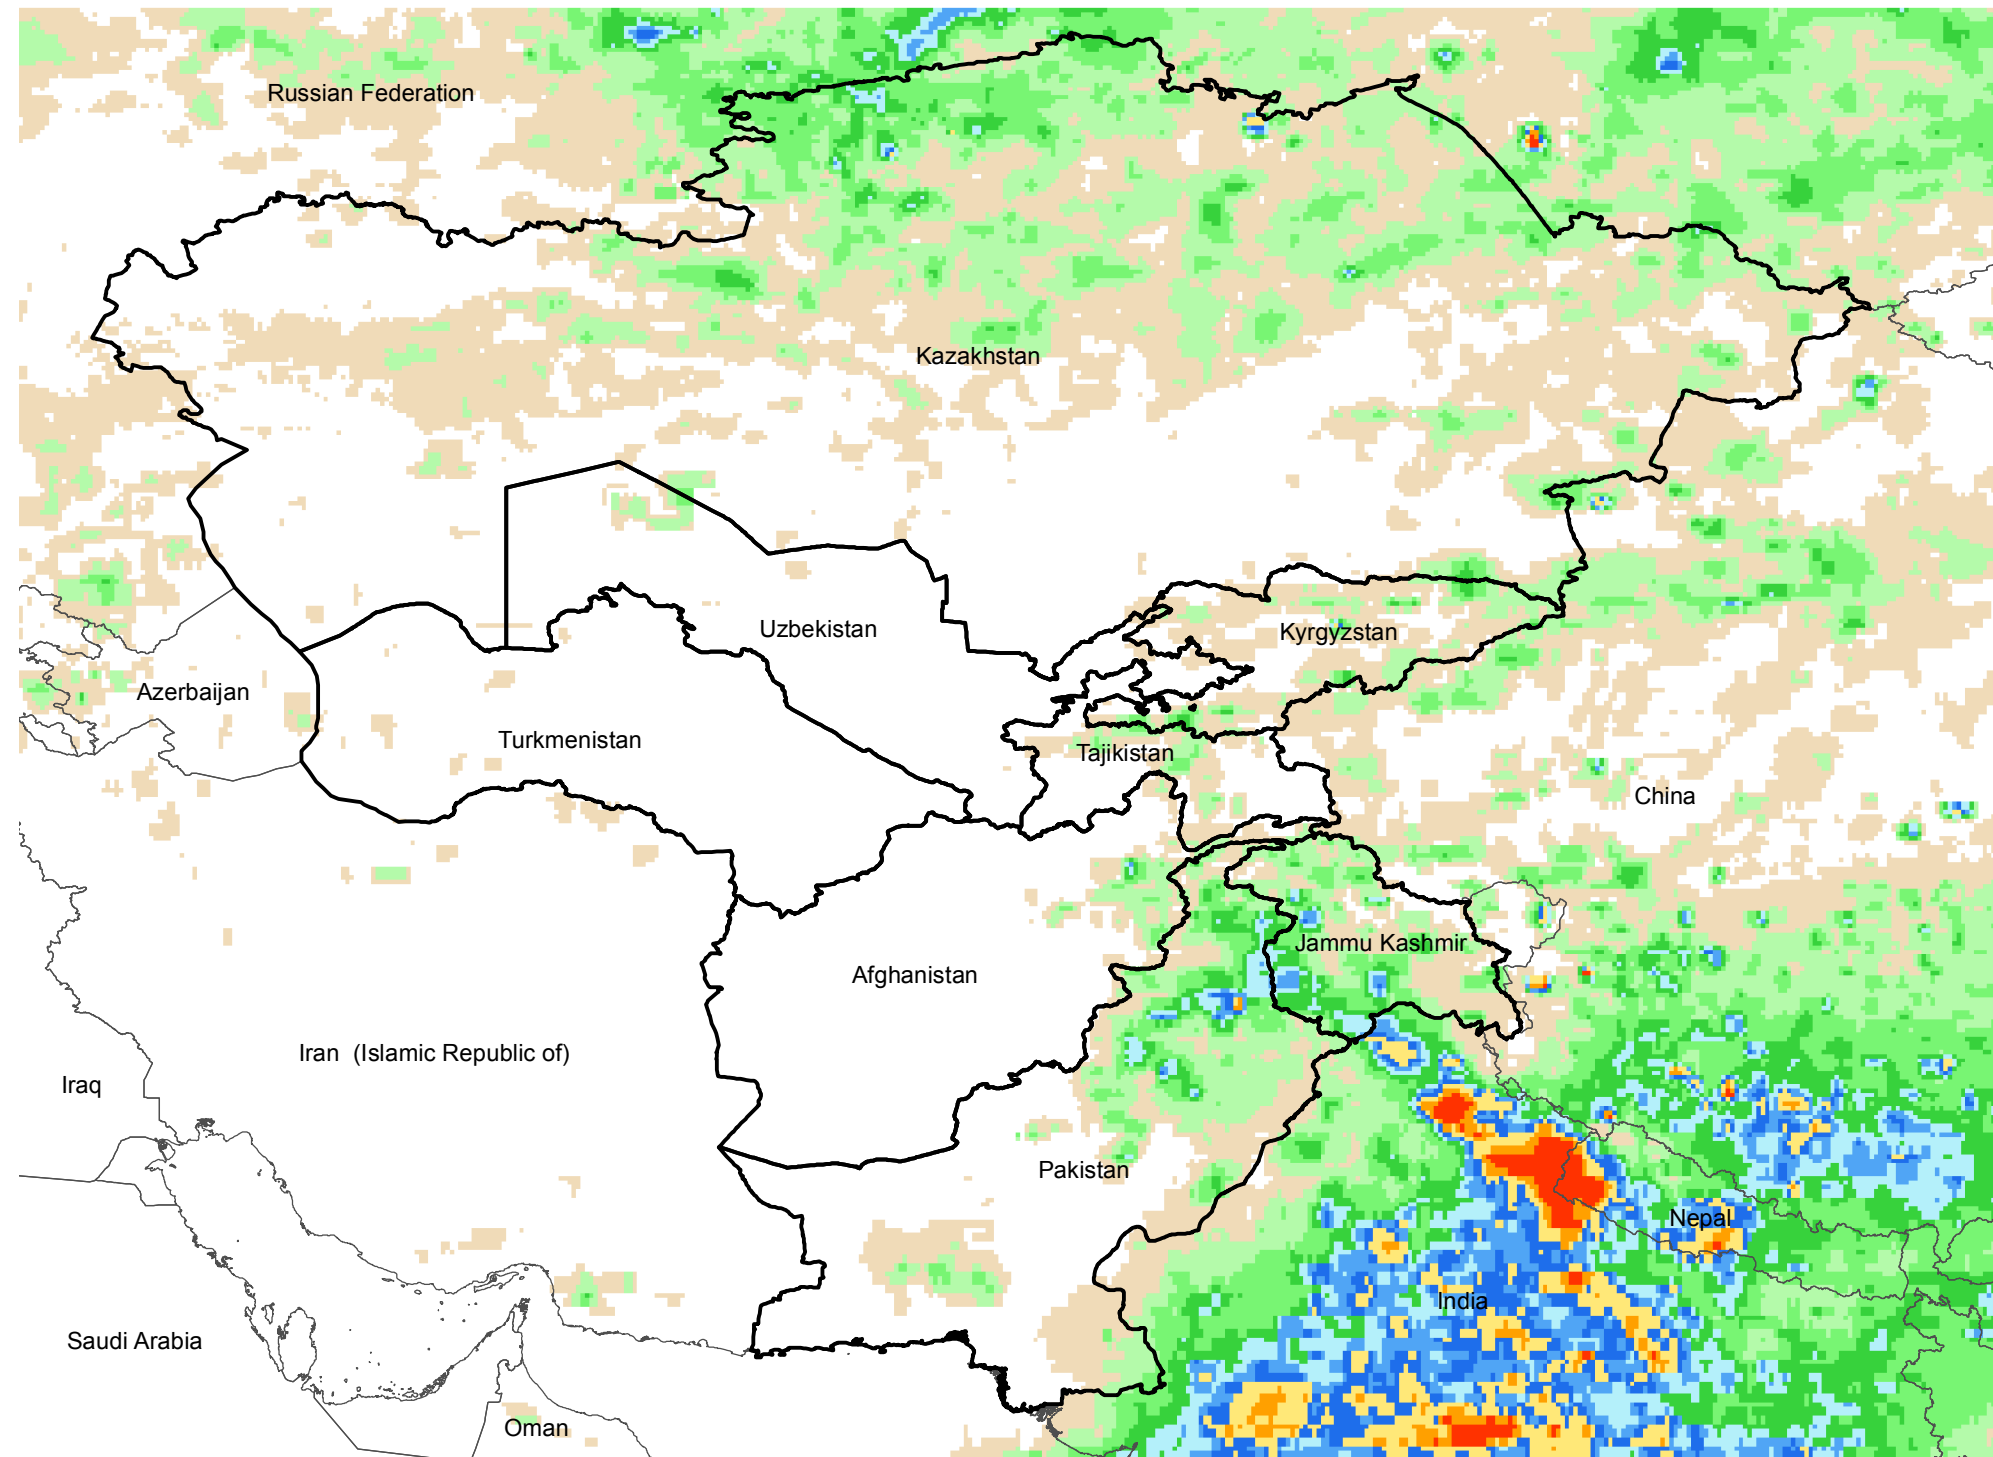 Russian Federation
Kazakhstan
Uzbekistan
Kyrgyzstan
Azerbaijan
Turkmenistan
Tajikistan
China
Jammu Kashmir
Afghanistan
Iran  (Islamic Republic of)
Iraq
Pakistan
Nepal
India
Saudi Arabia
Oman